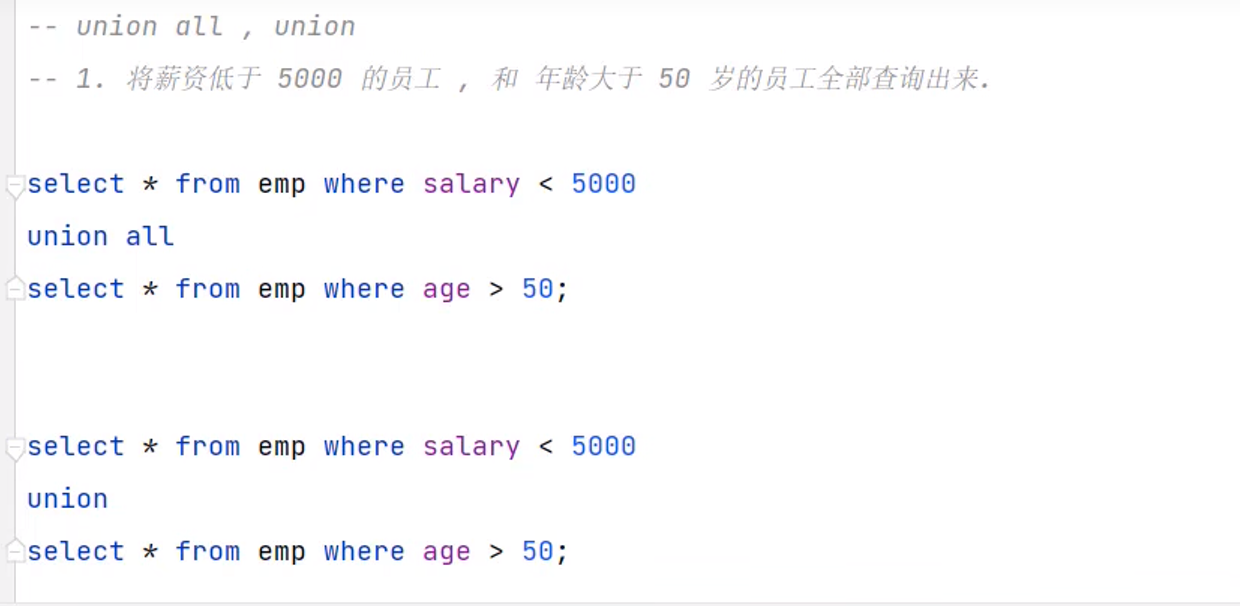 -- union all , union
-- 1. 将薪资低于 5000 的员工 , 和 年龄大于 50 岁的员工全部查询出来.
select * from emp where salary < 5000
union all
select * from emp where age > 50;
select * from emp where salary < 5000
union
select * from emp where age > 50;